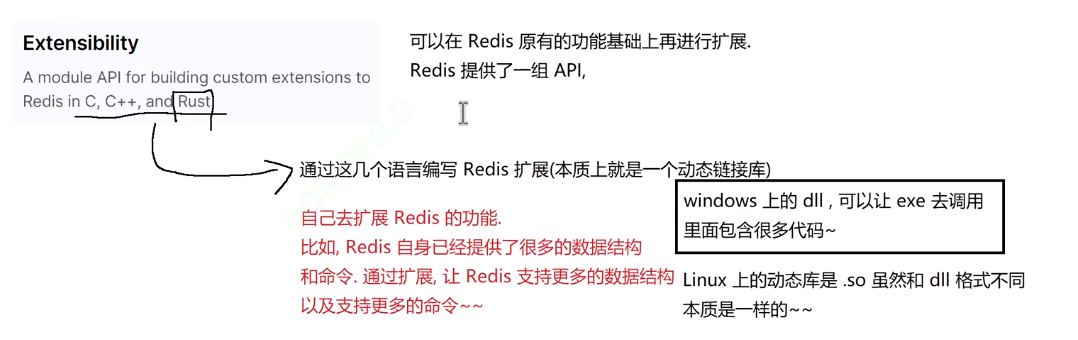 Extensibility
A module API for building custom extensions to
Redis in C, C++, and Rust
可以在 Redis 原有的功能基础上再进行扩展.
Redis 提供了一组 API,
通过这几个语言编写 Redis 扩展(本质上就是一个动态链接库)
自己去扩展 Redis 的功能.
比如, Redis 自身已经提供了很多的数据结构
和命令. 通过扩展, 让 Redis 支持更多的数据结构
以及支持更多的命令~~
windows 上的 dll , 可以让 exe 去调用
里面包含很多代码~
Linux 上的动态库是 .so 虽然和 dll 格式不同
本质是一样的~~